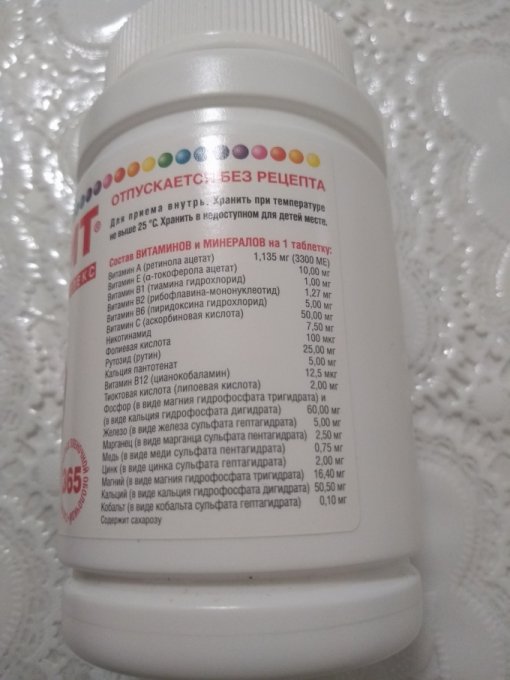 ОТПУСКАЕТСЯ БЕЗ РЕЦЕПТА
Для приема внутрь. Хранить при температуре
не выше 25 °С. Хранить в недоступном для детей месте.
ИТ®
ЛЕКС
Состав ВИТАМИНОВ и МИНЕРАЛОВ на 1 таблетку:
Витамин А (ретинола ацетат) 1,135 мг (3300 МЕ)
Витамин Е (α-токоферола ацетат) 10,00 мг
Витамин В1 (тиамина гидрохлорид) 1,00 мг
Витамин В2 (рибофлавина-мононуклеотид) 1,27 мг
Витамин В6 (пиридоксина гидрохлорид) 5,00 мг
Витамин С (аскорбиновая кислота) 50,00 мг
Никотинамид 7,50 мг
Фолиевая кислота 100 мкг
Рутозид (рутин) 25,00 мг
Кальция пантотенат 5,00 мг
Витамин В12 (цианокобаламин) 12,5 мкг
Тиоктовая кислота (липоевая кислота) 2,00 мг
Фосфор (в виде магния гидрофосфата тригидрата) и
(в виде кальция гидрофосфата дигидрата) 60,00 мг
Железо (в виде железа сульфата гептагидрата) 5,00 мг
Марганец (в виде марганца сульфата пентагидрата) 2,50 мг
Медь (в виде меди сульфата пентагидрата) 0,75 мг
Цинк (в виде цинка сульфата гептагидрата) 2,00 мг
Магний (в виде магния гидрофосфата тригидрата) 16,40 мг
Кальций (в виде кальция гидрофосфата дигидрата) 50,50 мг
Кобальт (в виде кобальта сульфата гептагидрата) 0,10 мг
Содержит сахарозу
365